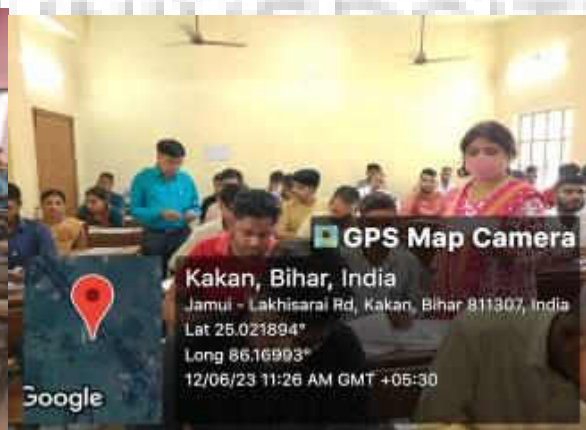 GPS Map Camera
Kakan, Bihar, India
Jamui - Lakhisarai Rd, Kakan, Bihar 811307, India
Lat 25.021894°
Long 86.16993°
12/06/23 11:26 AM GMT +05:30
Google